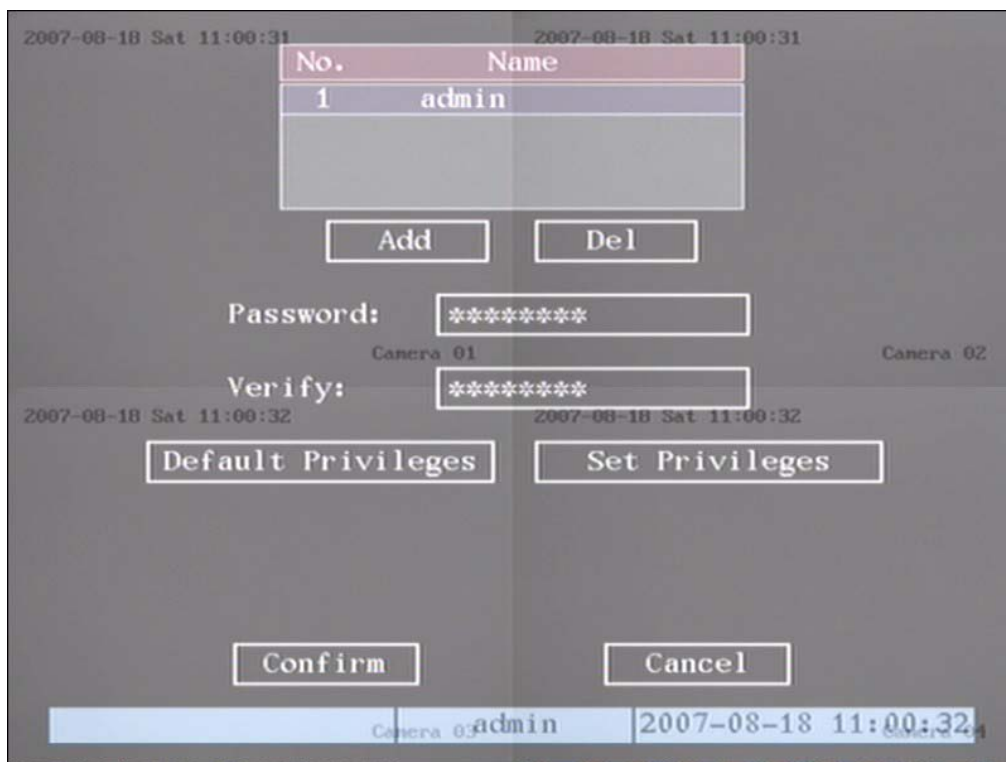 2007-08-18 Sat 11:00:31 2007-08-18 Sat 11:00:31
No. Name
1 admin
Add Del
Password: ********
Camera 01 Camera 02
Verify: ********
2007-08-18 Sat 11:00:32 2007-08-18 Sat 11:00:32
Default Privileges Set Privileges
Confirm Cancel
Camera 03 admin 2007-08-18 11:00:32 Camera 04